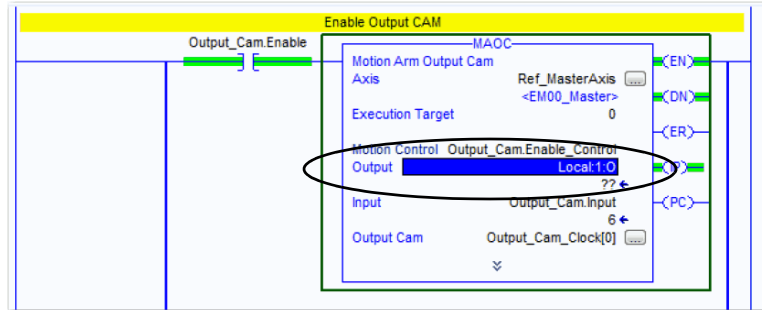 Enable Output CAM
Output_Cam.Enable
MAOC
Motion Arm Output Cam
Axis Ref_MasterAxis ...
<EM00_Master>
Execution Target 0
Motion Control Output_Cam.Enable_Control
Output Local:1:O
??
Input Output_Cam.Input
6
Output Cam Output_Cam_Clock[0] ...
EN
DN
ER
IP
PC